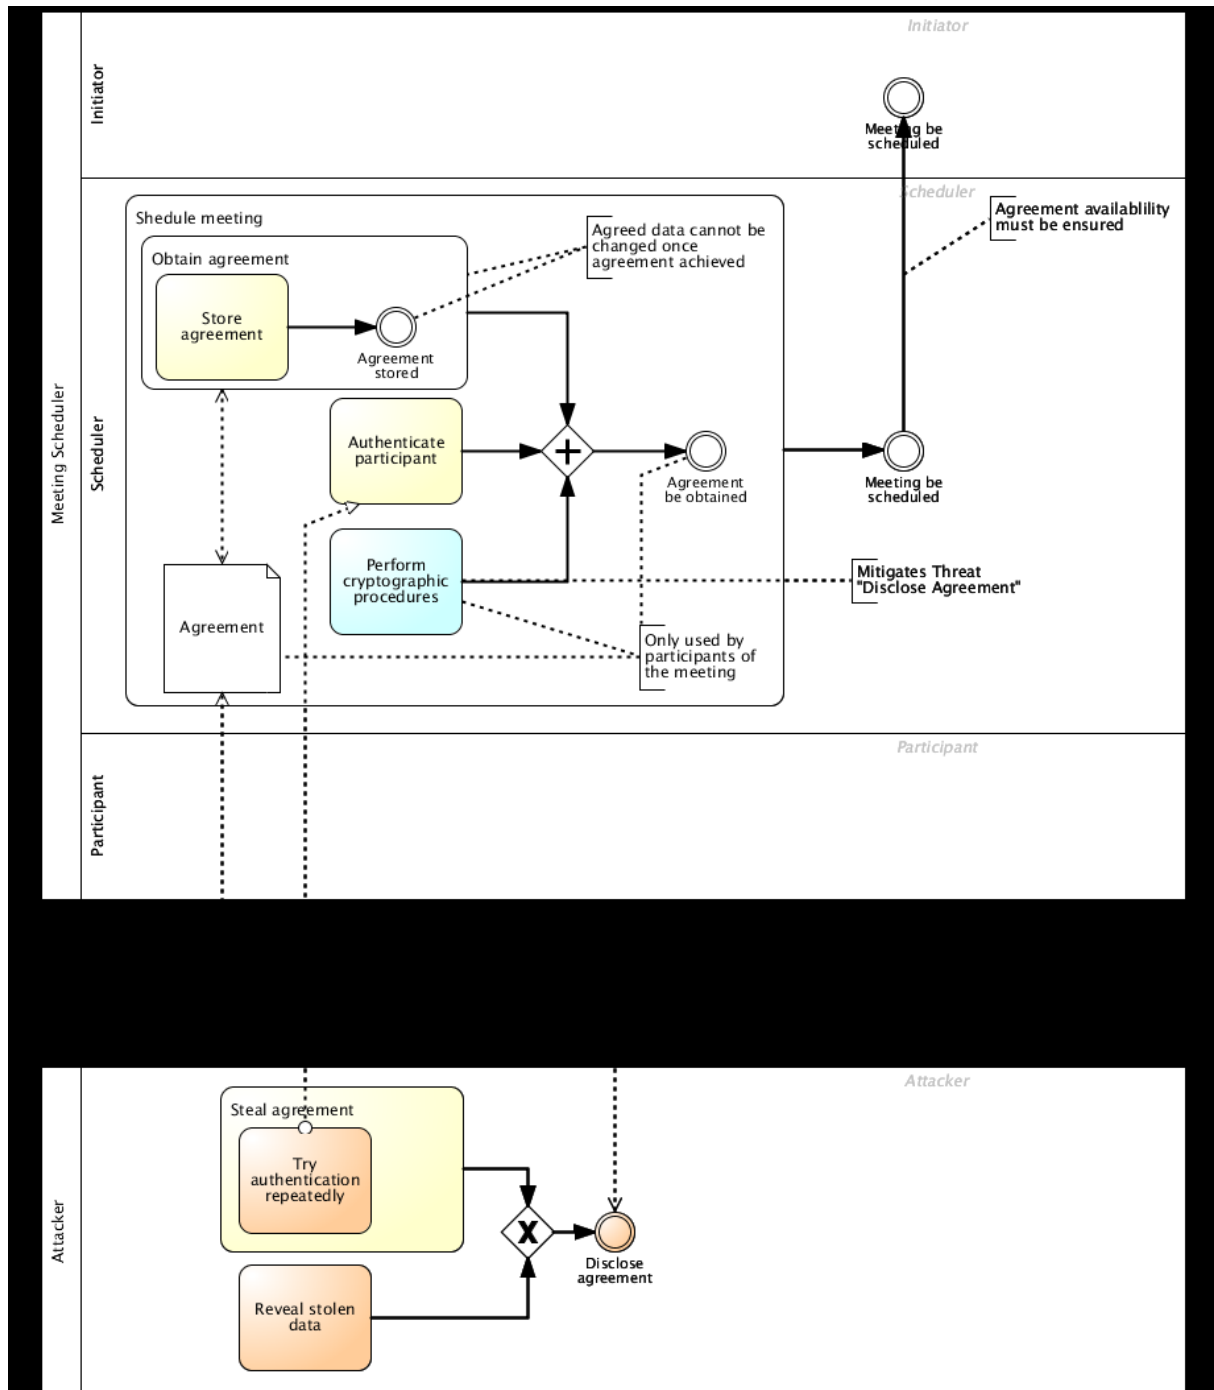 Initiator
Initiator
Meeting be
scheduled
Meeting Scheduler
Scheduler
Scheduler
Shedule meeting
Obtain agreement
Store
agreement
Agreement
stored
Agreed data cannot be
changed once
agreement achieved
Agreement availablility
must be ensured
Authenticate
participant
Agreement
be obtained
Meeting be
scheduled
Perform
cryptographic
procedures
Mitigates Threat
"Disclose Agreement"
Agreement
Only used by
participants of
the meeting
Participant
Participant
Attacker
Attacker
Steal agreement
Try
authentication
repeatedly
Disclose
agreement
Reveal stolen
data